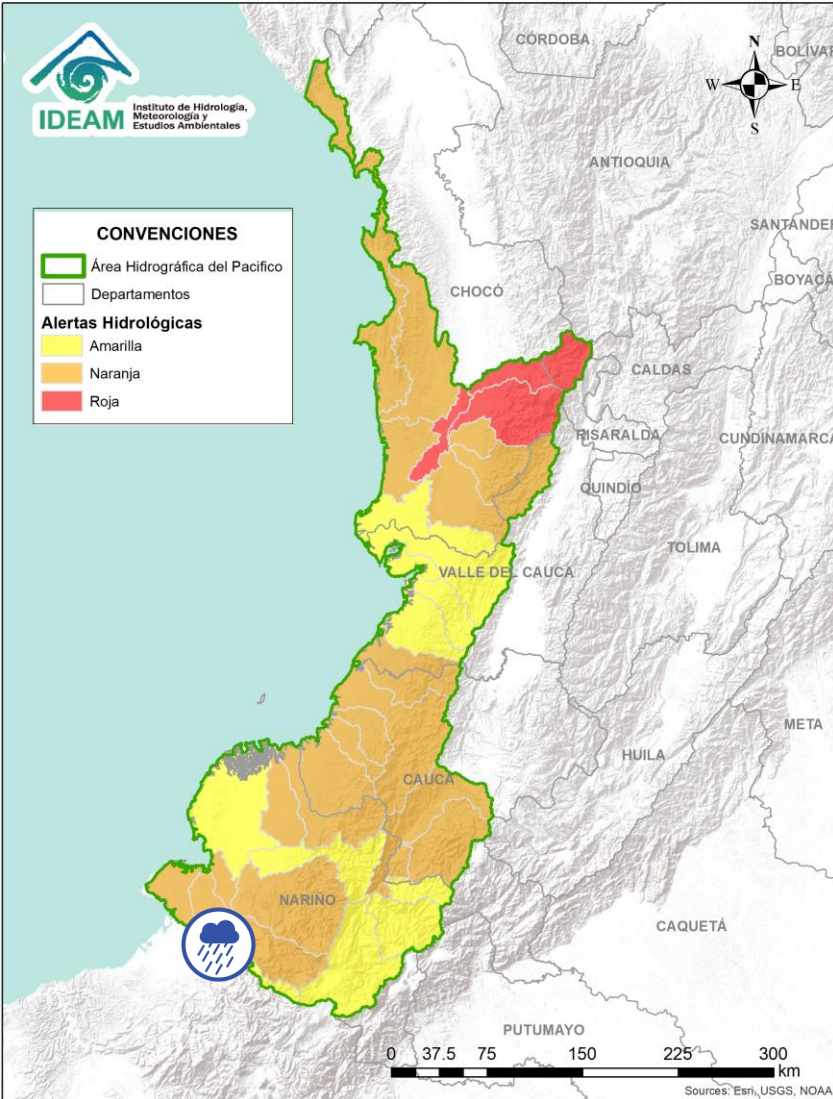 IDEAM
Instituto de Hidrología,
Meteorología y
Estudios Ambientales
N
W
E
S
CONVENCIONES
Área Hidrográfica del Pacifico
Departamentos
Alertas Hidrológicas
Amarilla
Naranja
Roja
CÓRDOBA
BOLÍVAR
ANTIOQUIA
SANTANDER
BOYACÁ
CHOCÓ
CALDAS
RISARALDA
CUNDINAMARCA
QUINDÍO
TOLIMA
VALLE DEL CAUCA
META
HUILA
CAUCA
NARIÑO
CAQUETÁ
PUTUMAYO
0 37.5 75 150 225 300
km
Sources: Esri, USGS, NOAA